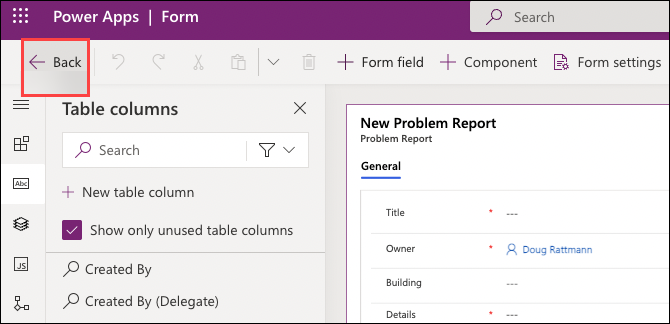 Power Apps | Form
Search
Back
Form field
Component
Form settings
Table columns
Search
New table column
Show only unused table columns
Created By
Created By (Delegate)
Abc
JS
New Problem Report
Problem Report
General
Title * ---
Owner * Doug Rattmann
Building ---
Details * ---